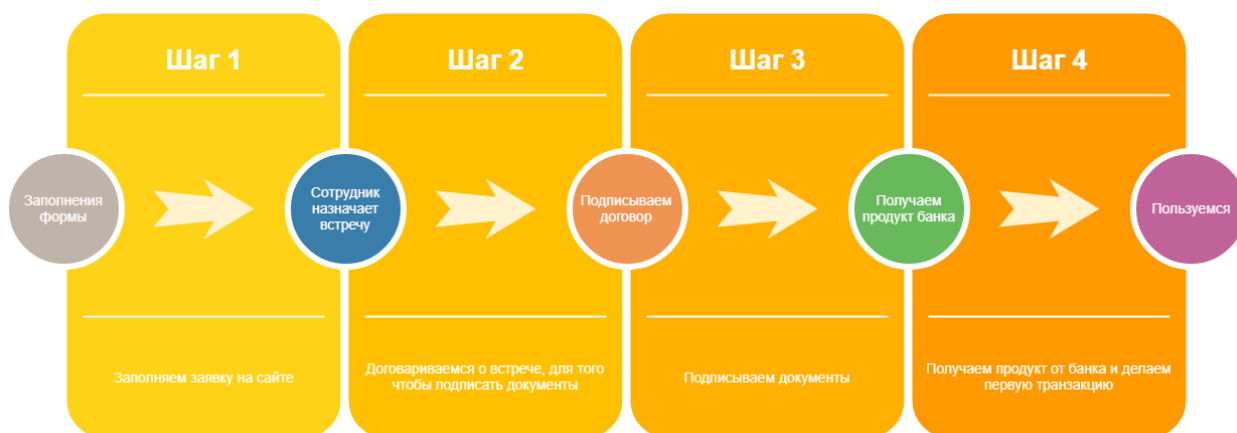 Шаг 1
Шаг 2
Шаг 3
Шаг 4
Заполнения
формы
Сотрудник
назначает
встречу
Подписываем
договор
Получаем
продукт банка
Пользуемся
Заполняем заявку на сайте
Договариваемся о встрече, для того
чтобы подписать документы
Подписываем документы
Получаем продукт от банка и делаем
первую транзакцию